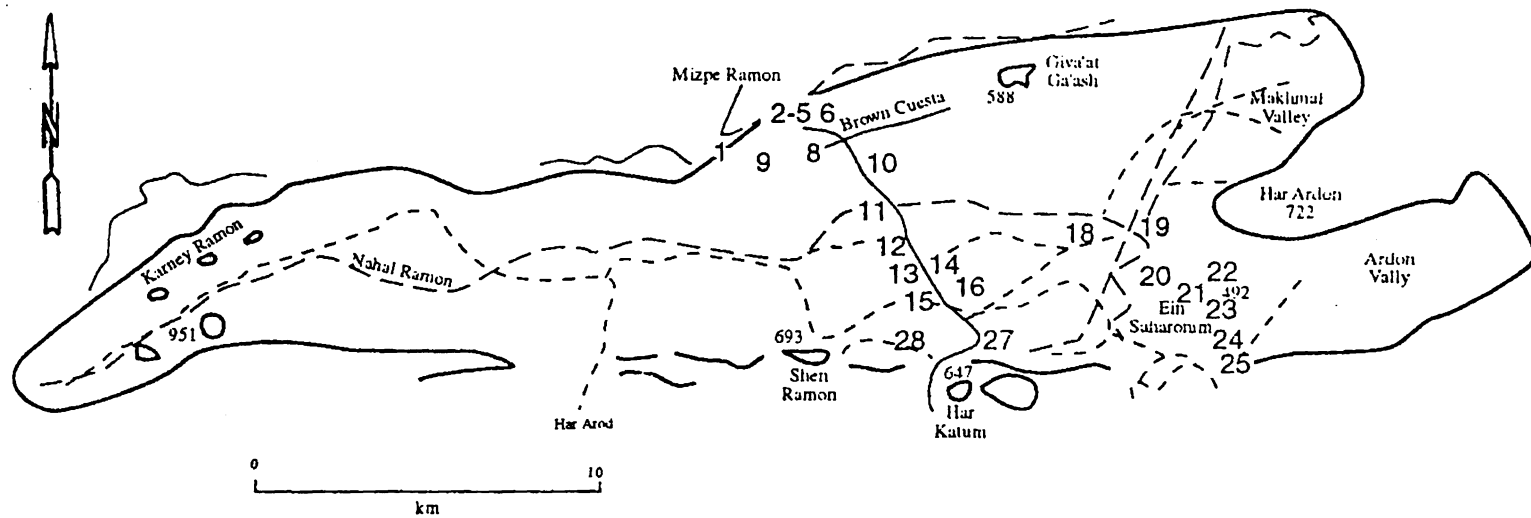 N
Giva'at
Ga'ash
588
Mizpe Ramon
2-5 6
Brown Cuesta
Maklunat
Valley
1
9
8
10
Har Ardon
722
11
18
19
12
Karney Ramon
Nahal Ramon
13
14
16
15
20
22
21
492
Ein
23
Saharonim
Ardon
Vally
951
693
28
27
24
25
Shen
Ramon
647
Har
Katum
Har Arod
0
10
km